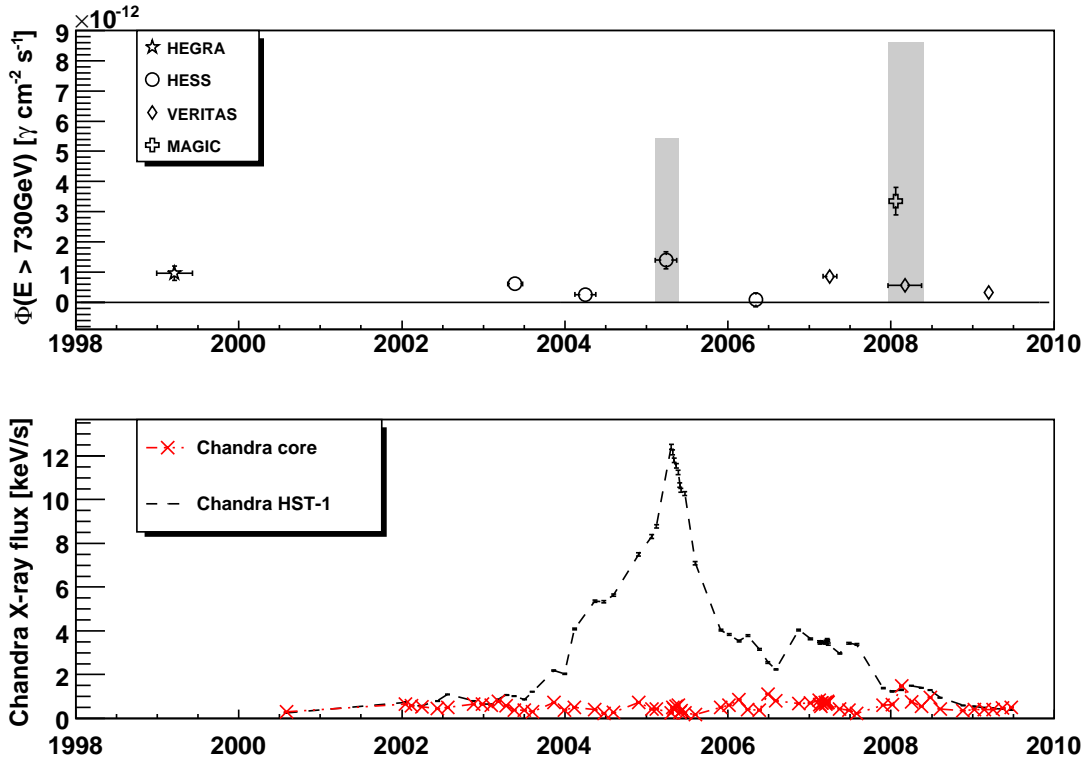 ×10⁻¹²
Φ(E > 730GeV) [γ cm⁻² s⁻¹]
9
8
7
6
5
4
3
2
1
0
HEGRA
HESS
VERITAS
MAGIC
1998 2000 2002 2004 2006 2008 2010
Chandra X-ray flux [keV/s]
12
10
8
6
4
2
0
Chandra core
Chandra HST-1
1998 2000 2002 2004 2006 2008 2010